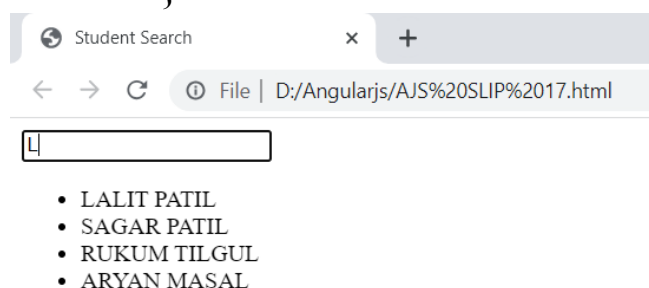 Student Search
File | D:/Angularjs/AJS%20SLIP%2017.html
L
• LALIT PATIL
• SAGAR PATIL
• RUKUM TILGUL
• ARYAN MASAL